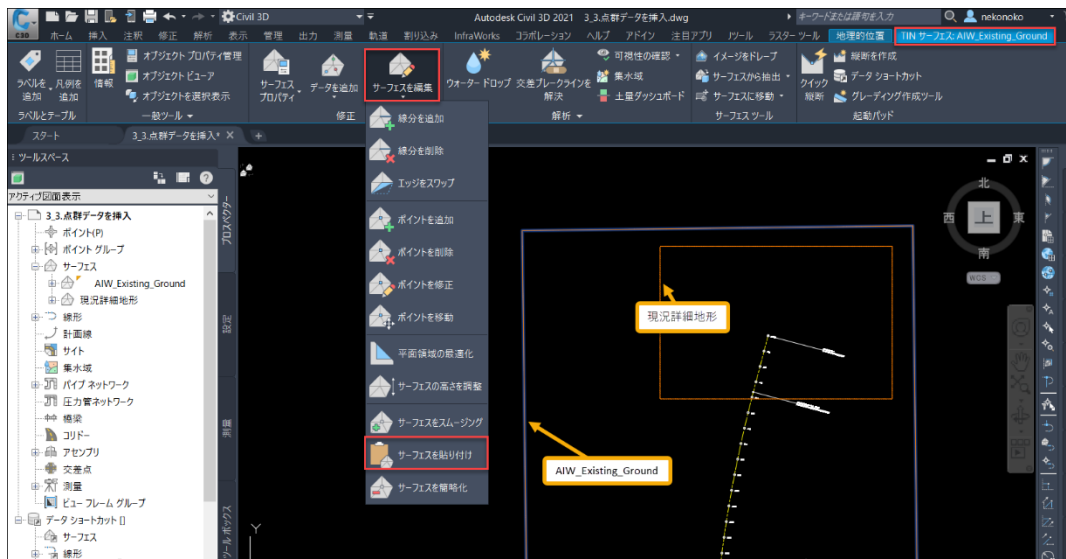 C3D
Civil 3D
Autodesk Civil 3D 2021 3_3.点群データを挿入.dwg
キーワードまたは語句を入力
nekonoko
ホーム 挿入 注釈 修正 解析 表示 管理 出力 測量 軌道 割り込み InfraWorks コラボレーション ヘルプ アドイン 注目アプリ Jツール ラスター ツール 地理的位置 TIN サーフェス: AIW_Existing_Ground
ラベルを追加
凡例を追加
情報
オブジェクト プロパティ管理
オブジェクト ビューア
オブジェクトを選択表示
サーフェス プロパティ
データを追加
サーフェスを編集
ウォーター ドロップ
交差ブレークラインを解決
可視性の確認
集水域
土量ダッシュボード
イメージをドレープ
サーフェスから抽出
サーフェスに移動
クイック縦断
縦断を作成
データ ショートカット
グレーディング作成ツール
ラベルとテーブル 一般ツール 修正 解析 サーフェス ツール 起動パッド
スタート 3_3.点群データを挿入*
ツールスペース
アクティブ図面表示
3_3.点群データを挿入
ポイント(P)
ポイント グループ
サーフェス
AIW_Existing_Ground
現況詳細地形
線形
計画線
サイト
集水域
パイプ ネットワーク
圧力管ネットワーク
橋梁
コリドー
アセンブリ
交差点
測量
ビュー フレーム グループ
データ ショートカット []
サーフェス
線形
プロスペクター
設定
測量
ツール ボックス
線分を追加
線分を削除
エッジをスワップ
ポイントを追加
ポイントを削除
ポイントを修正
ポイントを移動
平面領域の最適化
サーフェスの高さを調整
サーフェスをスムージング
サーフェスを貼り付け
サーフェスを簡略化
現況詳細地形
AIW_Existing_Ground
北
西 上 東
南
WCS
Y